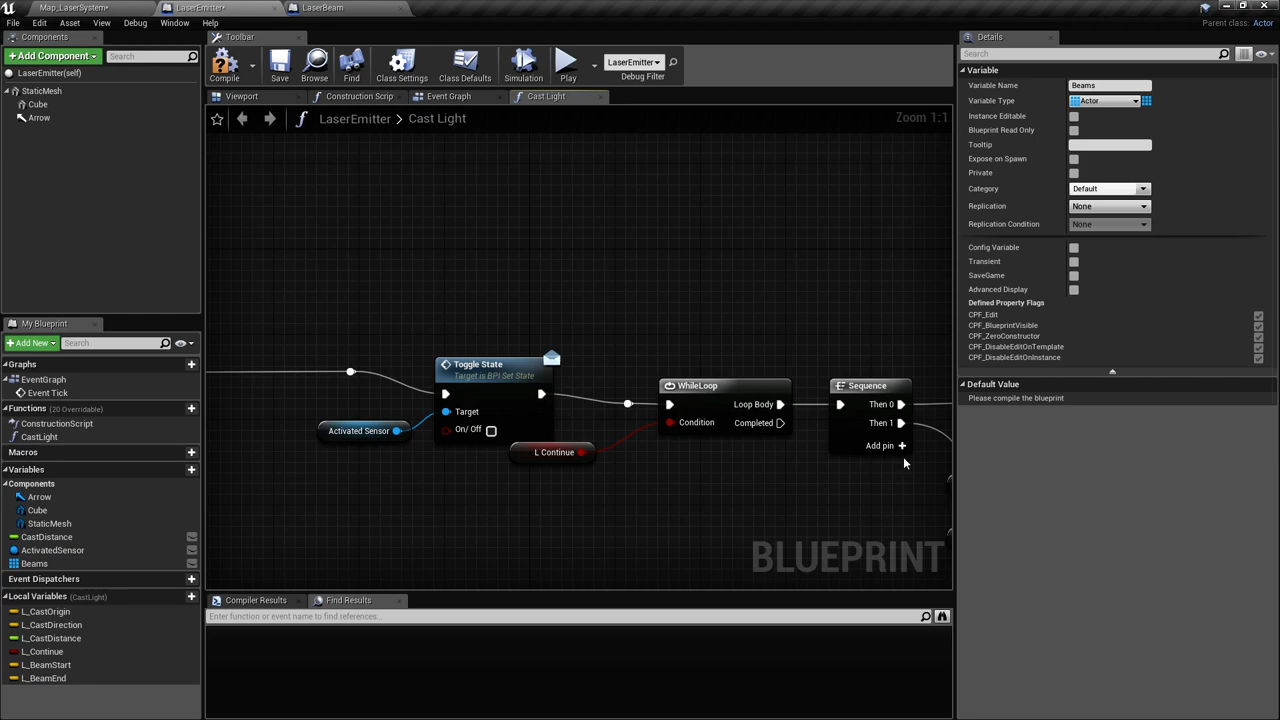 Map_LaserSystem*
LaserEmitter*
LaserBeam
File Edit Asset View Debug Window Help
Parent class: Actor
Components
Add Component
Search
LaserEmitter(self)
StaticMesh
Cube
Arrow
My Blueprint
Add New
Search
Graphs
EventGraph
Event Tick
Functions (20 Overridable)
ConstructionScript
CastLight
Macros
Variables
Components
Arrow
Cube
StaticMesh
CastDistance
ActivatedSensor
Beams
Event Dispatchers
Local Variables (CastLight)
L_CastOrigin
L_CastDirection
L_CastDistance
L_Continue
L_BeamStart
L_BeamEnd
Toolbar
Compile
Save
Browse
Find
Class Settings
Class Defaults
Simulation
Play
LaserEmitter
Debug Filter
Viewport
Construction Scrip
Event Graph
Cast Light
LaserEmitter > Cast Light
Zoom 1:1
Toggle State
Target is BPI Set State
Target
On/ Off
Activated Sensor
L Continue
WhileLoop
Loop Body
Condition
Completed
Sequence
Then 0
Then 1
Add pin
BLUEPRINT
Compiler Results
Find Results
Enter function or event name to find references...
Details
Search
Variable
Variable Name
Beams
Variable Type
Actor
Instance Editable
Blueprint Read Only
Tooltip
Expose on Spawn
Private
Category
Default
Replication
None
Replication Condition
None
Config Variable
Transient
SaveGame
Advanced Display
Defined Property Flags
CPF_Edit
CPF_BlueprintVisible
CPF_ZeroConstructor
CPF_DisableEditOnTemplate
CPF_DisableEditOnInstance
Default Value
Please compile the blueprint